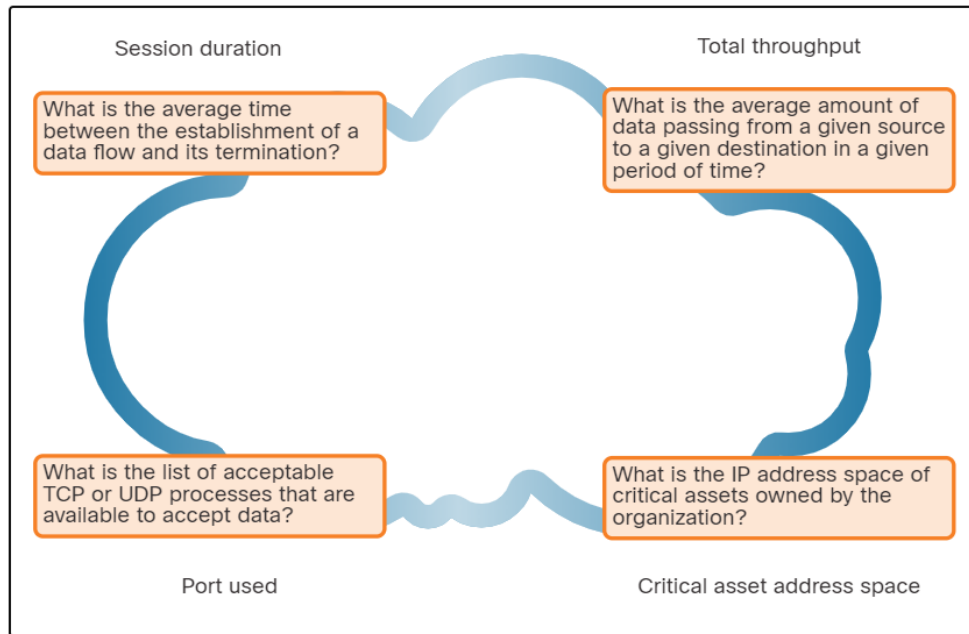 Session duration
Total throughput
What is the average time
between the establishment of a
data flow and its termination?
What is the average amount of
data passing from a given source
to a given destination in a given
period of time?
What is the list of acceptable
TCP or UDP processes that are
available to accept data?
What is the IP address space of
critical assets owned by the
organization?
Port used
Critical asset address space